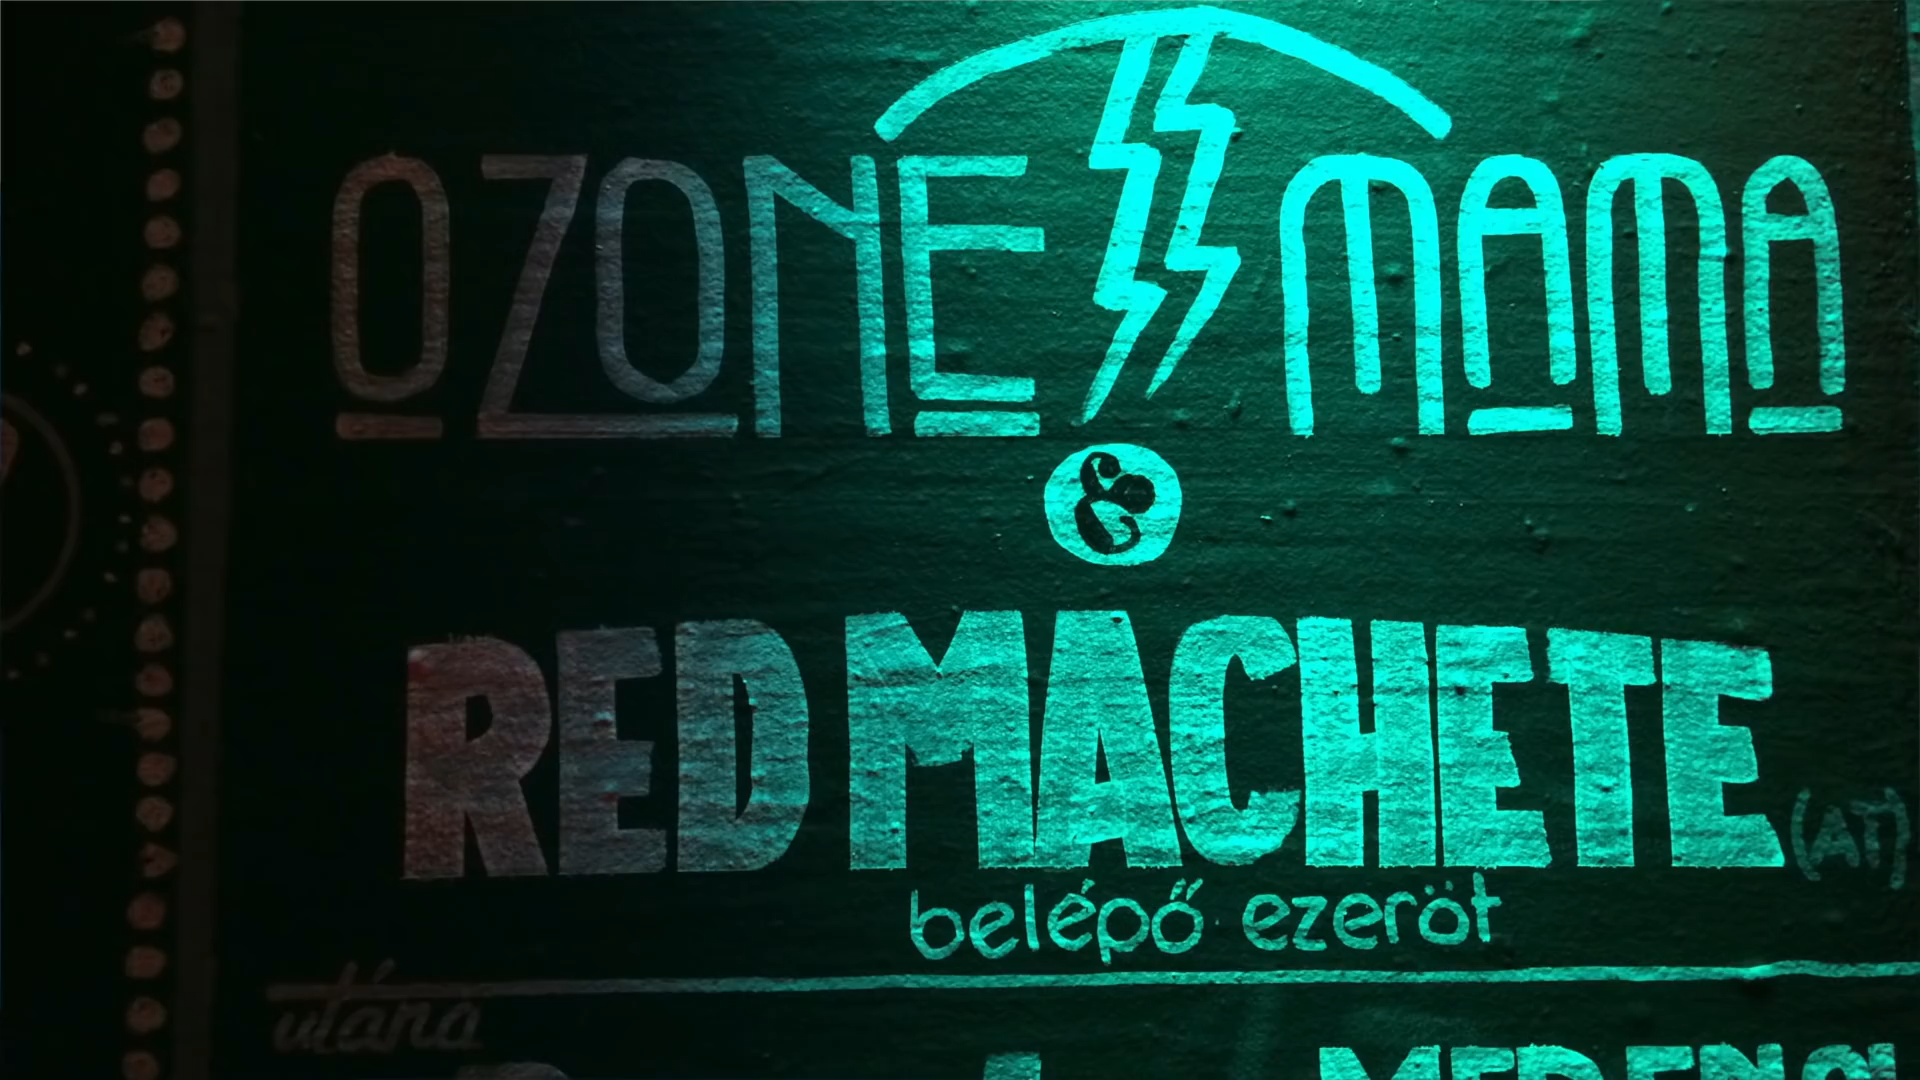 OZONE MAMA
&
RED MACHETE (AT)
belépő ezeröt
utána